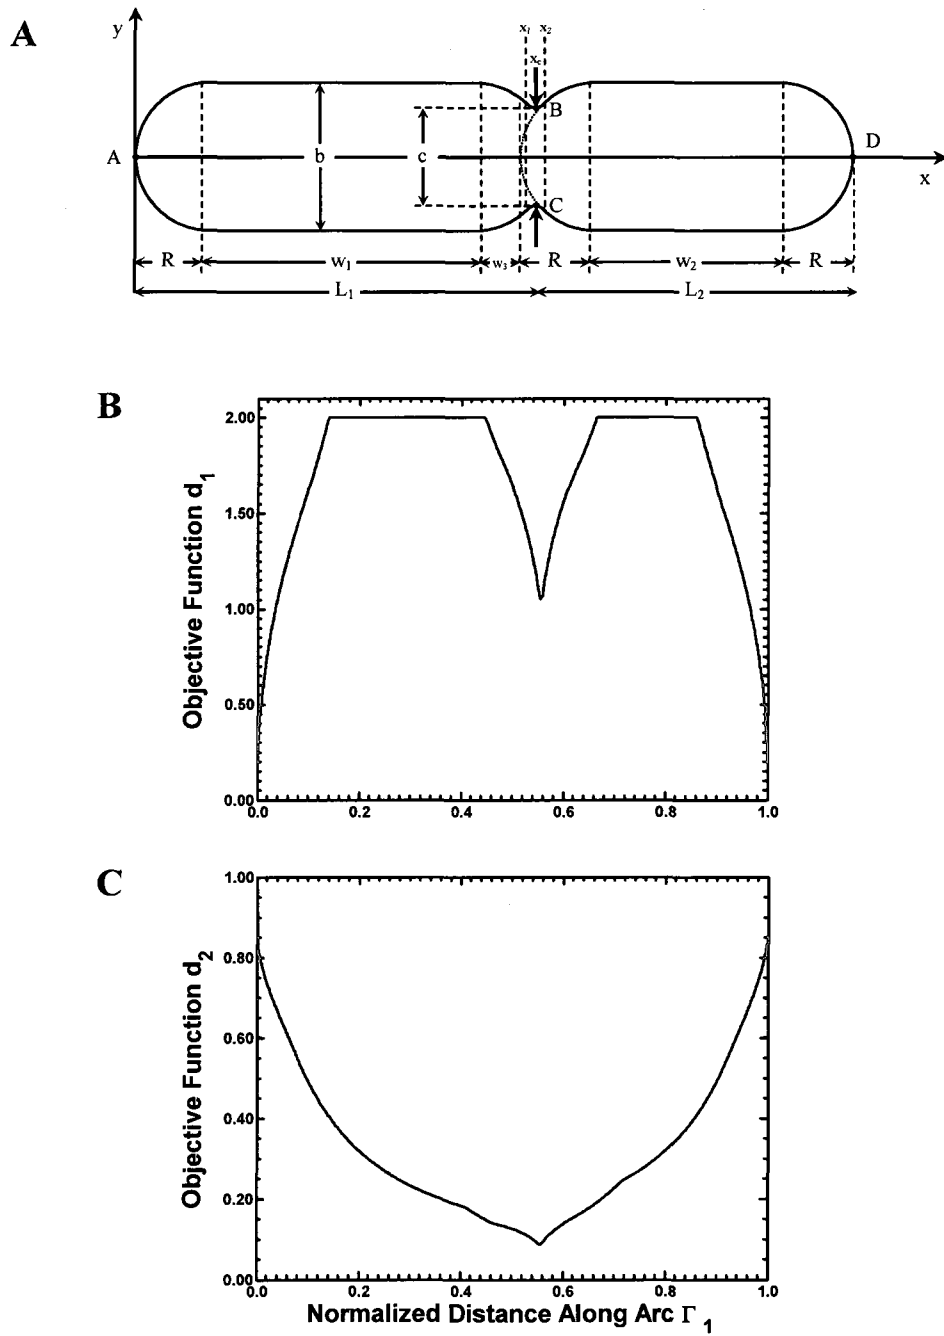 A
y
x₁ x₂
x꜀
B
A b c D
x
C
R w₁ w₃ R w₂ R
L₁ L₂
B
Objective Function d₁
2.00
1.50
1.00
0.50
0.00
0.0 0.2 0.4 0.6 0.8 1.0
C
Objective Function d₂
1.00
0.80
0.60
0.40
0.20
0.00
0.0 0.2 0.4 0.6 0.8 1.0
Normalized Distance Along Arc Γ₁